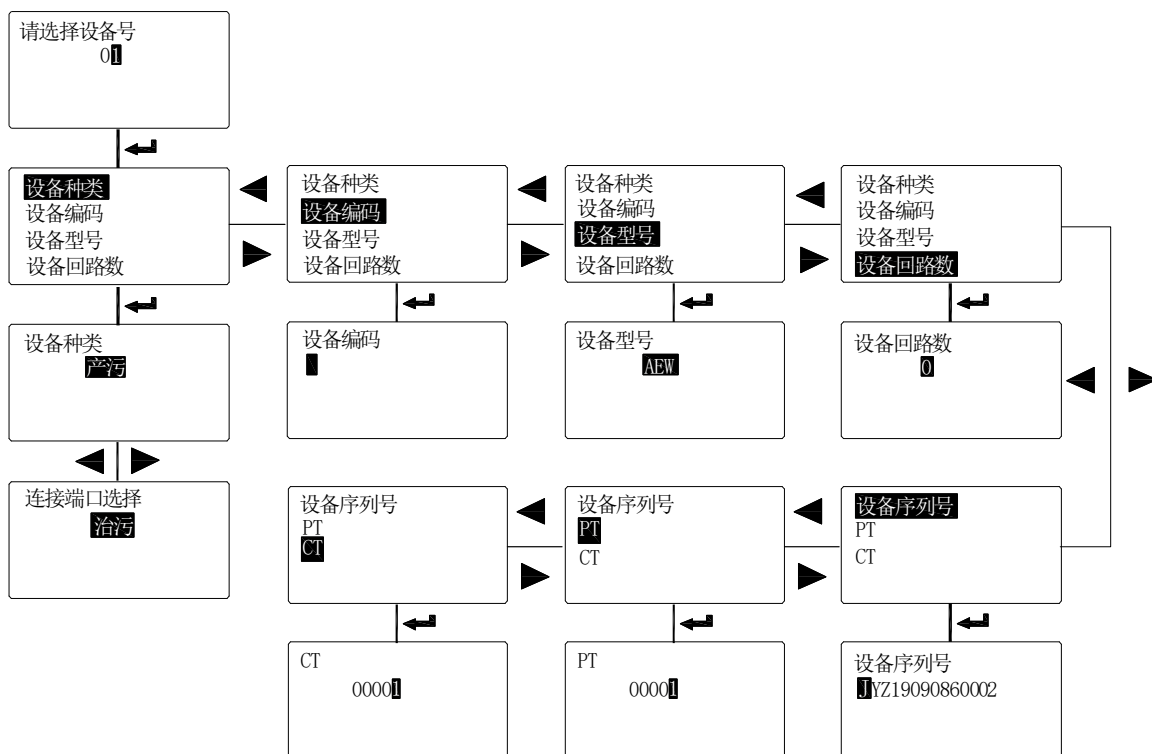 请选择设备号
01
设备种类
设备编码
设备型号
设备回路数
设备种类
设备编码
设备型号
设备回路数
设备种类
设备编码
设备型号
设备回路数
设备种类
设备编码
设备型号
设备回路数
设备种类
产污
设备编码
设备型号
AEW
设备回路数
0
连接端口选择
治污
设备序列号
PT
CT
设备序列号
PT
CT
设备序列号
PT
CT
CT
00001
PT
00001
设备序列号
JYZ19090860002